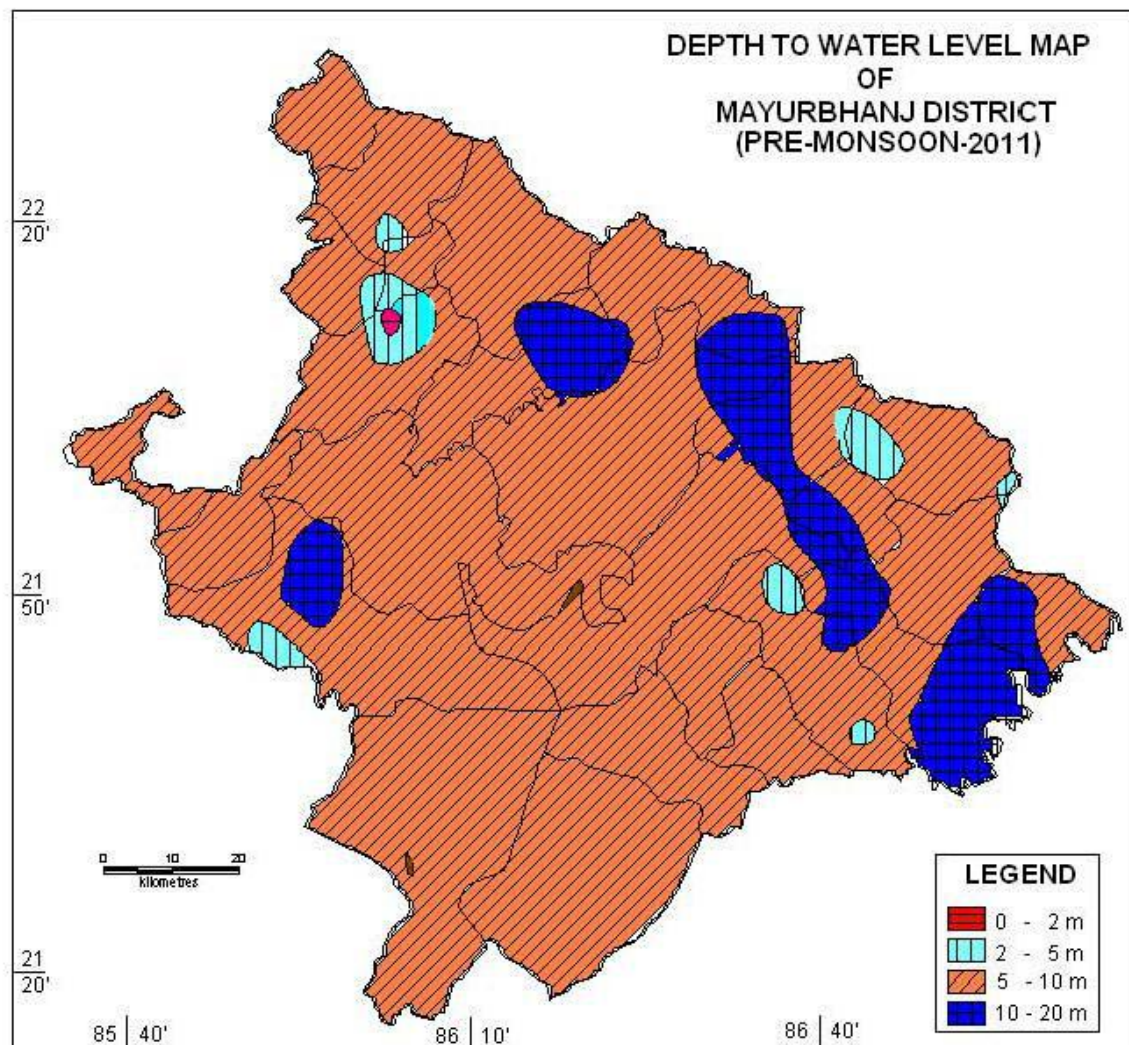 DEPTH TO WATER LEVEL MAP
OF
MAYURBHANJ DISTRICT
(PRE-MONSOON-2011)
22
20'
21
50'
0 10 20
kilometres
21
20'
85 40'
86 10'
86 40'
LEGEND
0 - 2 m
2 - 5 m
5 - 10 m
10 - 20 m